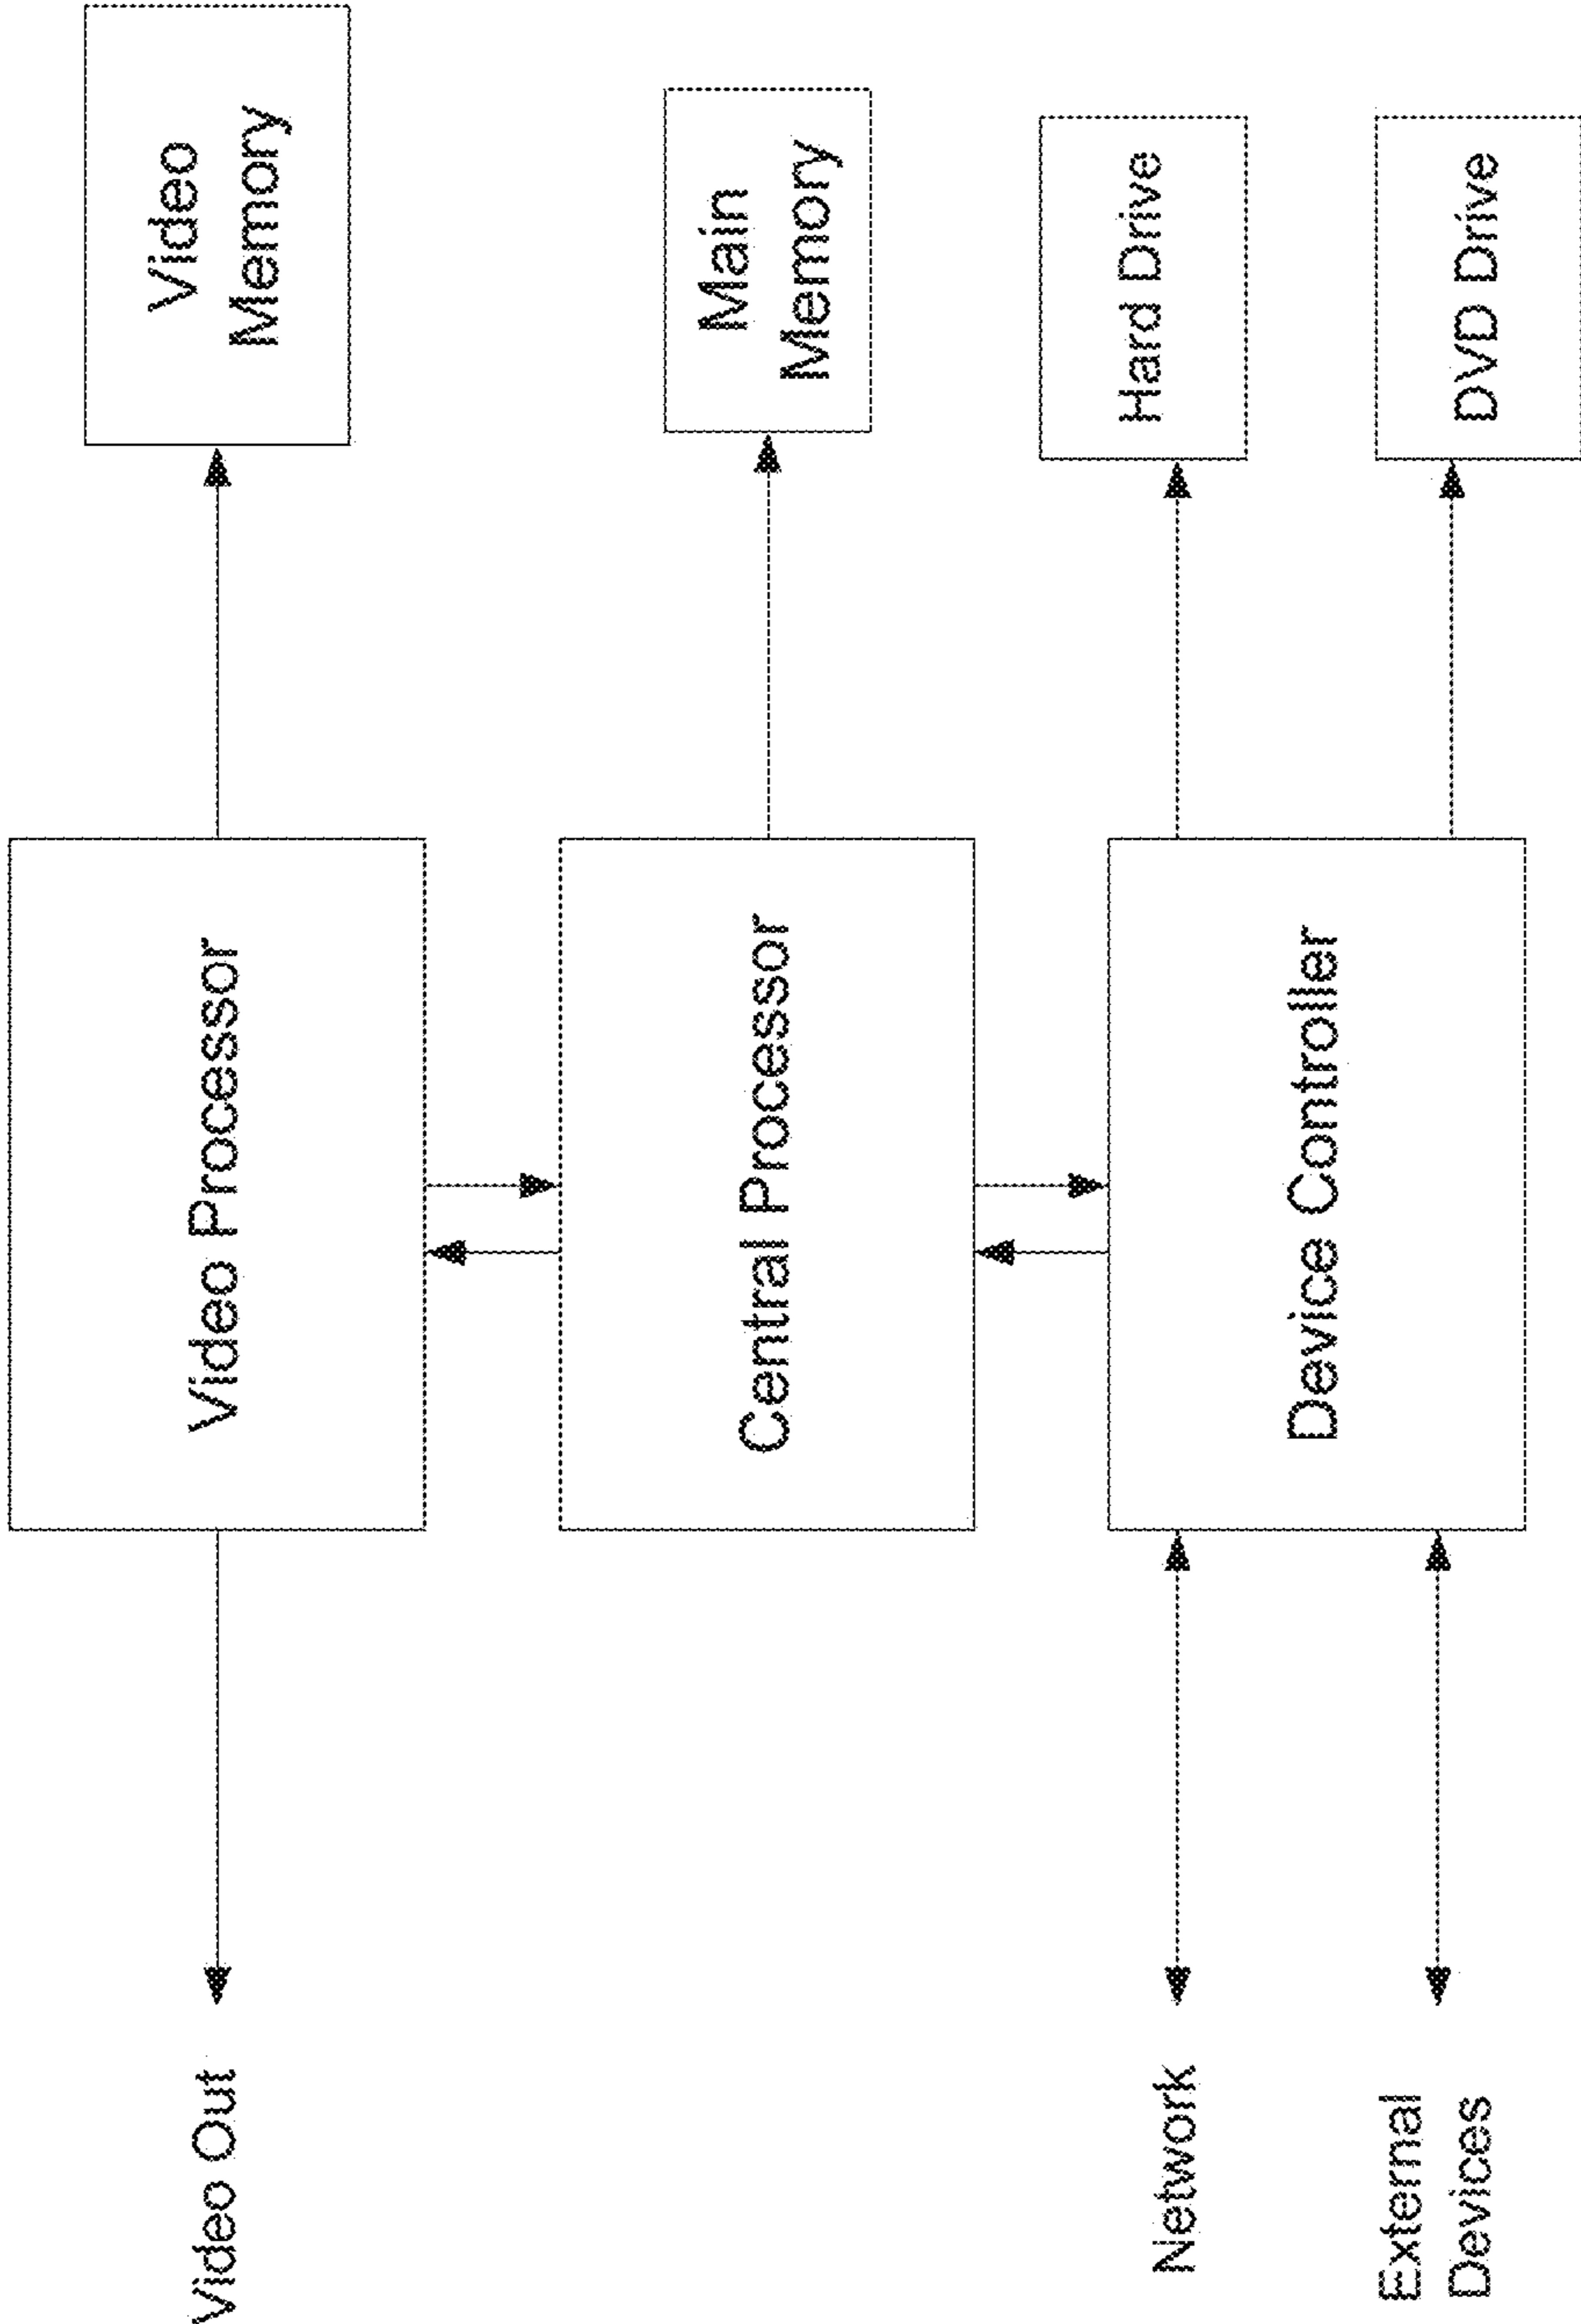 Video Out
Video Processor
Video
Memory
Central Processor
Main
Memory
Network
External
Devices
Device Controller
Hard Drive
DVD Drive